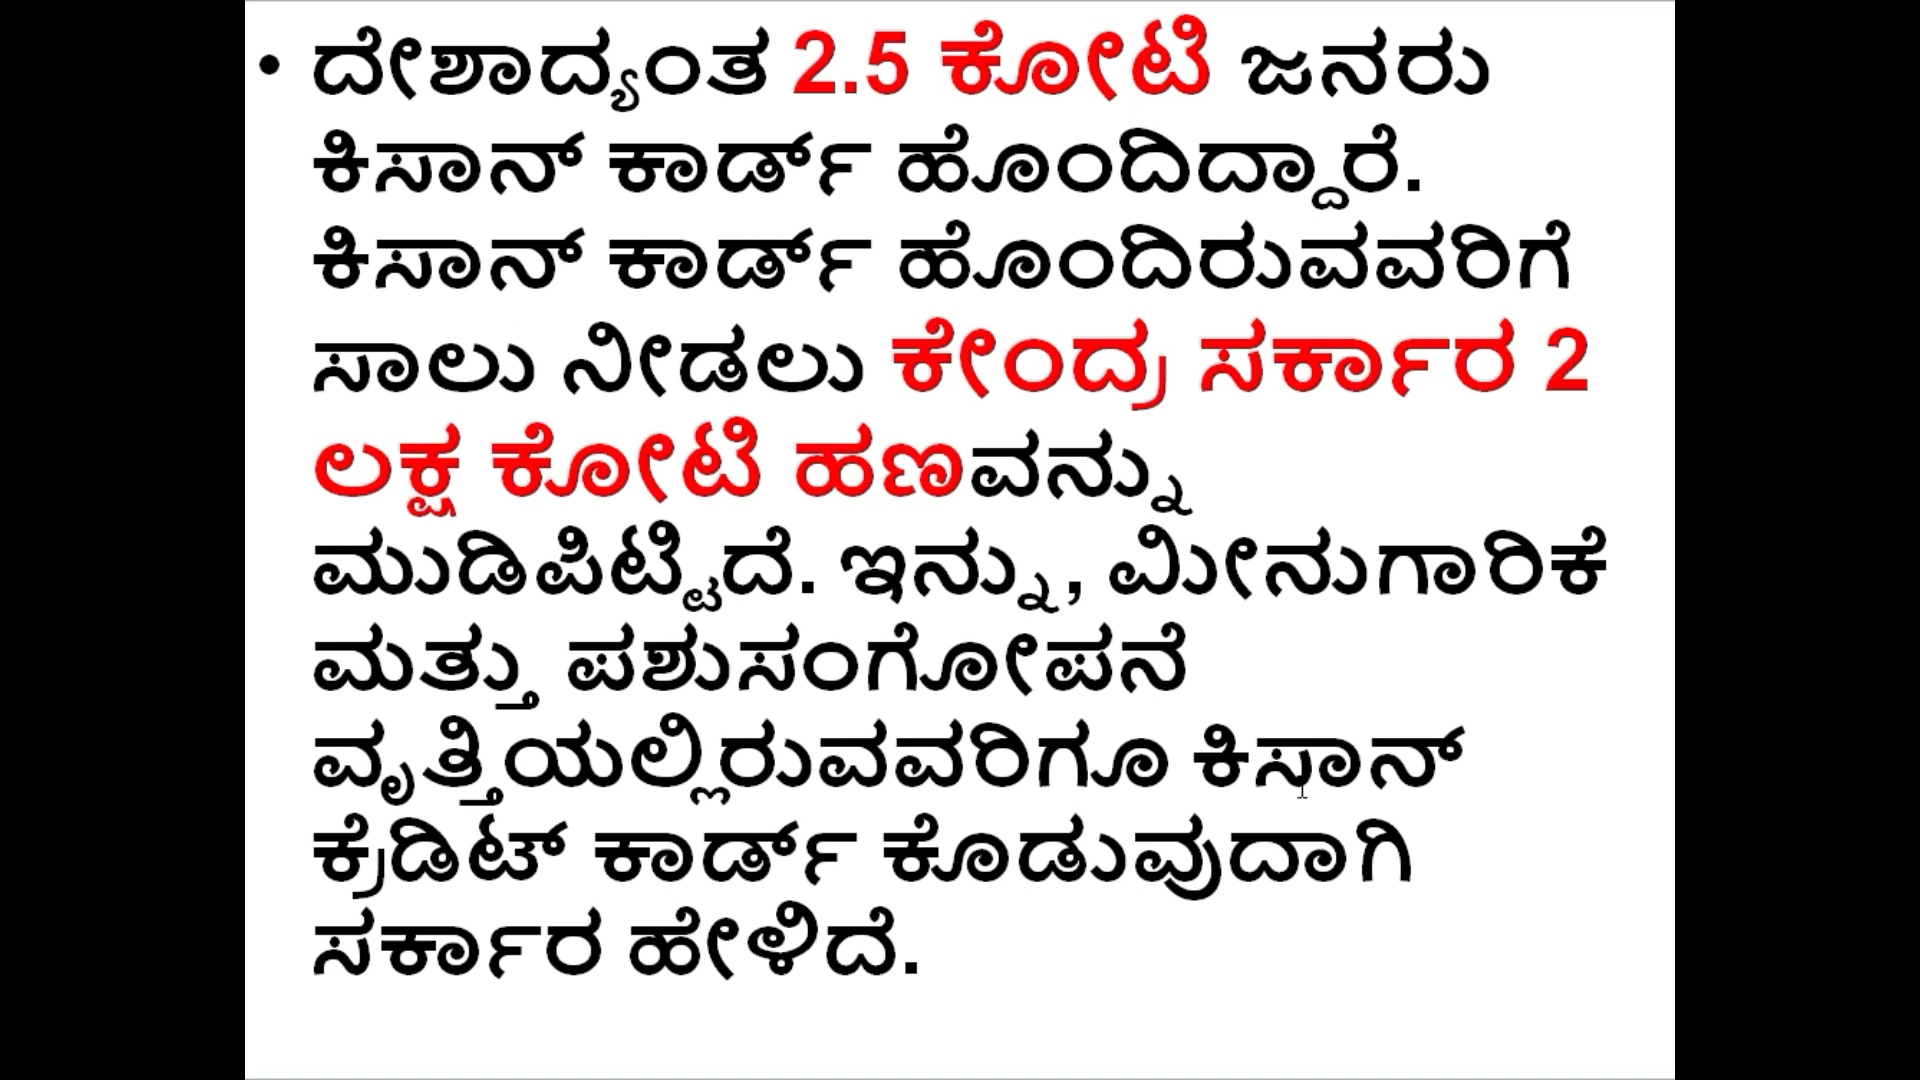 • ದೇಶಾದ್ಯಂತ 2.5 ಕೋಟಿ ಜನರು
ಕಿಸಾನ್ ಕಾರ್ಡ್ ಹೊಂದಿದ್ದಾರೆ.
ಕಿಸಾನ್ ಕಾರ್ಡ್ ಹೊಂದಿರುವವರಿಗೆ
ಸಾಲು ನೀಡಲು ಕೇಂದ್ರ ಸರ್ಕಾರ 2
ಲಕ್ಷ ಕೋಟಿ ಹಣವನ್ನು
ಮುಡಿಪಿಟ್ಟಿದೆ. ಇನ್ನು, ಮೀನುಗಾರಿಕೆ
ಮತ್ತು ಪಶುಸಂಗೋಪನೆ
ವೃತ್ತಿಯಲ್ಲಿರುವವರಿಗೂ ಕಿಸಾನ್
ಕ್ರೆಡಿಟ್ ಕಾರ್ಡ್ ಕೊಡುವುದಾಗಿ
ಸರ್ಕಾರ ಹೇಳಿದೆ.